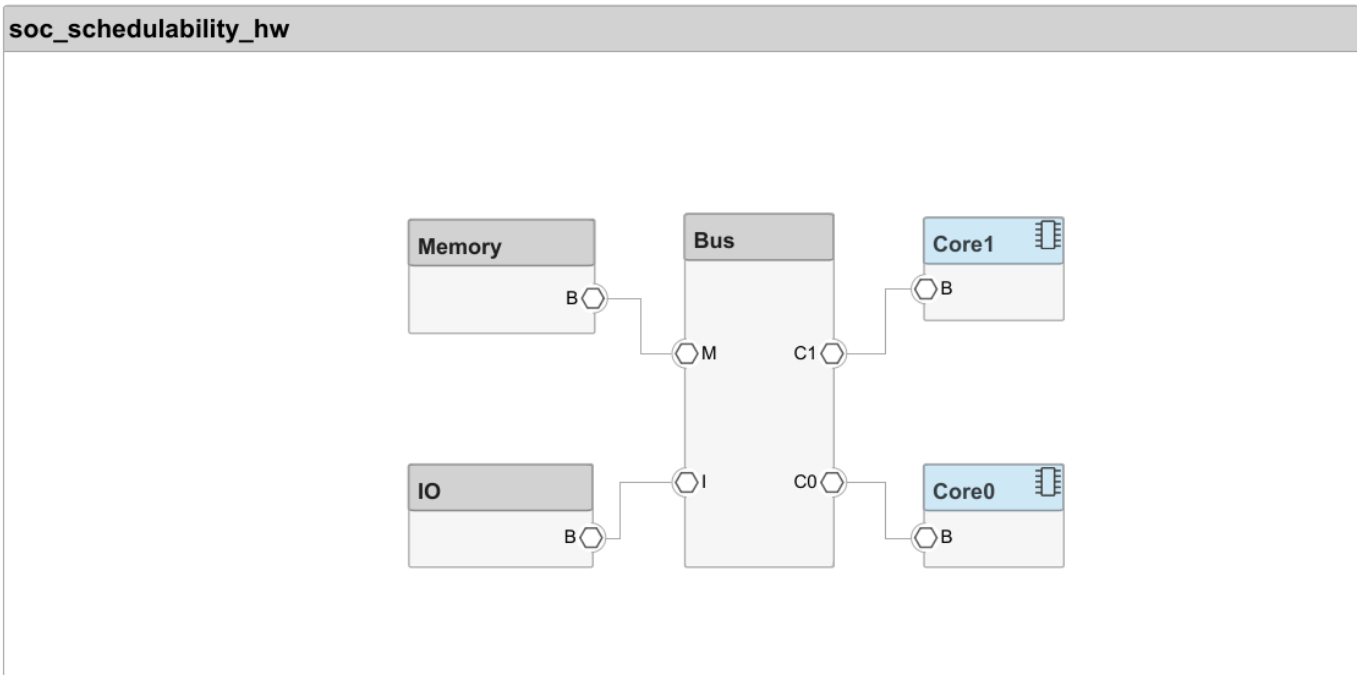 soc_schedulability_hw
Memory
B
Bus
M
C1
I
C0
Core1
B
IO
B
Core0
B